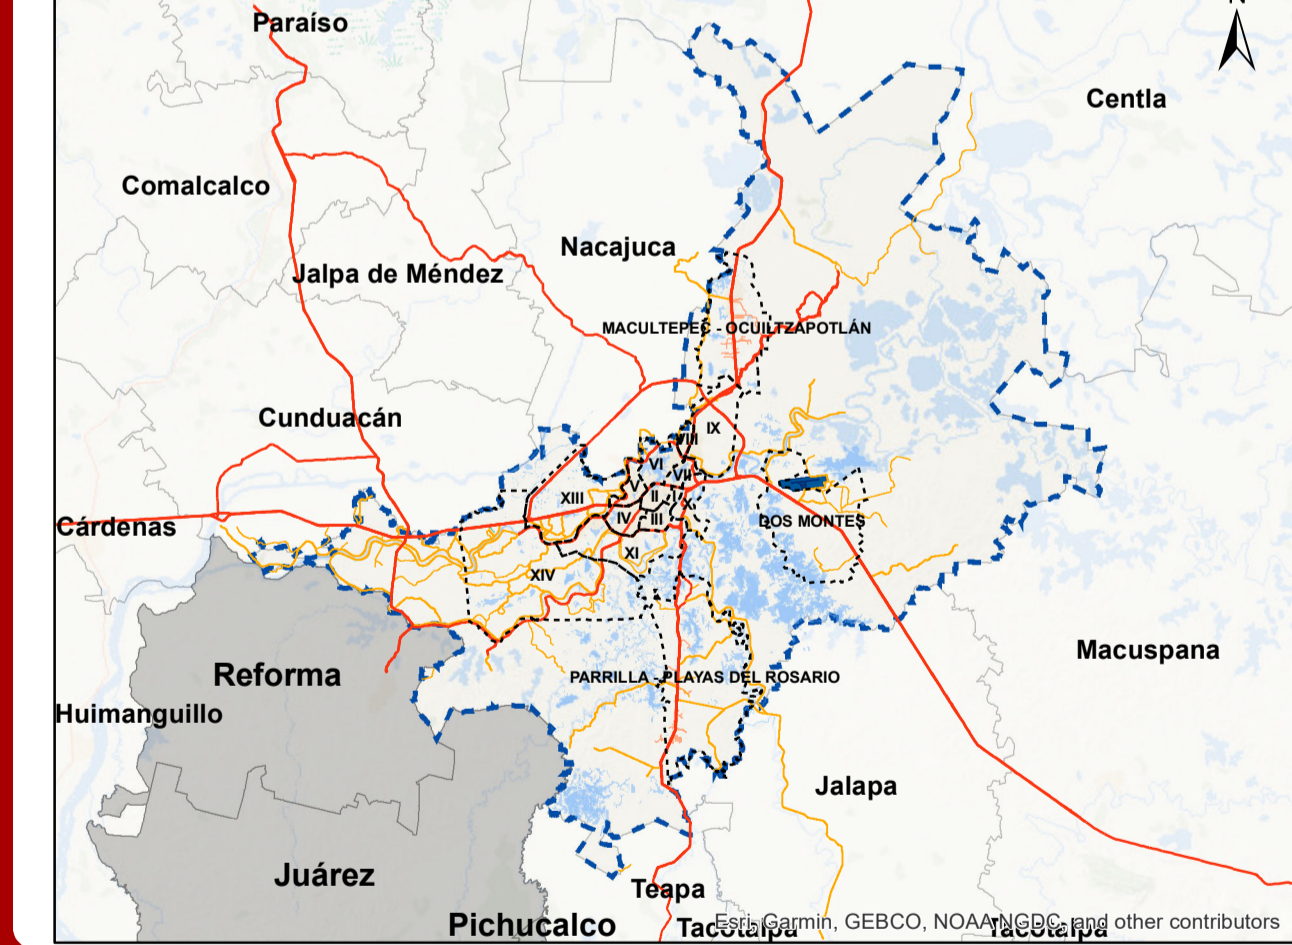 N
Paraíso
Centla
Comalcalco
Nacajuca
Jalpa de Méndez
MACULTEPEC - OCUILTZAPOTLÁN
Cunduacán
IX
VIII
VI
VII
V
XIII
II
I
X
IV
III
DOS MONTES
Cárdenas
XI
XIV
Macuspana
Reforma
PARRILLA - PLAYAS DEL ROSARIO
Huimanguillo
Jalapa
Juárez
Teapa
Pichucalco
Tacotalpa
Tacotalpa
Esri, Garmin, GEBCO, NOAA NGDC, and other contributors